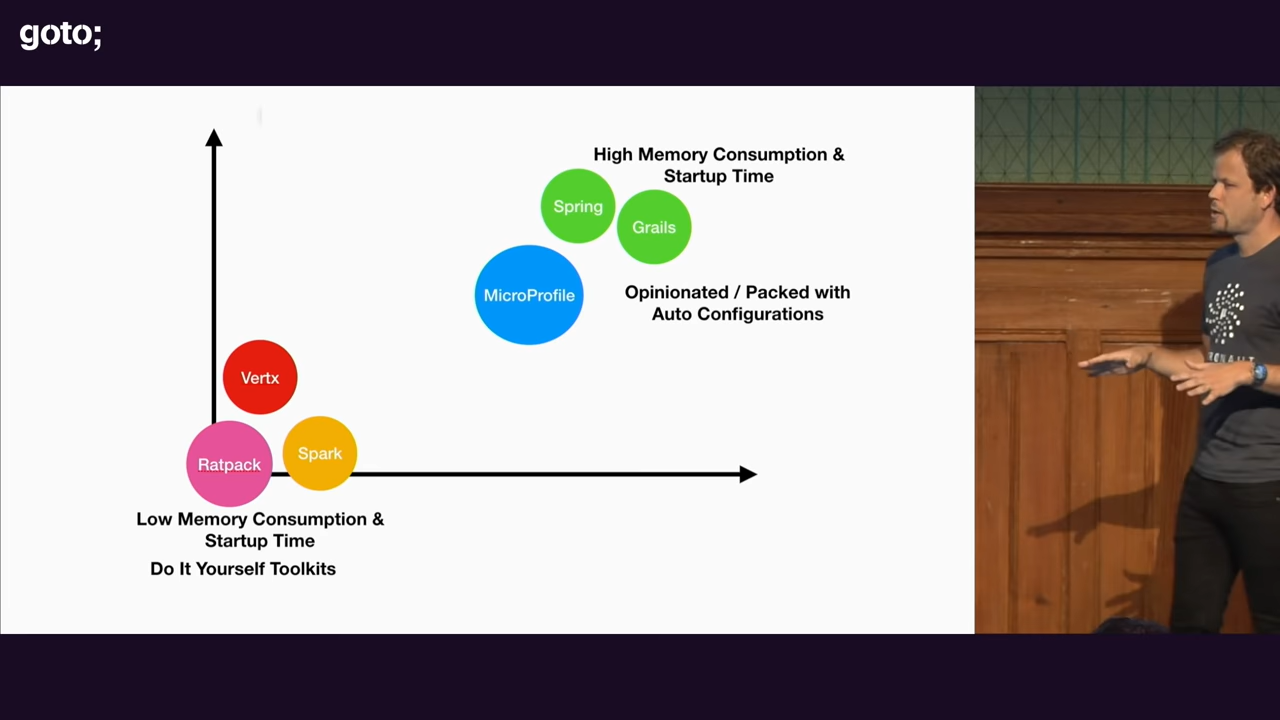 goto;
High Memory Consumption &
Startup Time
Spring
Grails
MicroProfile
Opinionated / Packed with
Auto Configurations
Vertx
Ratpack
Spark
Low Memory Consumption &
Startup Time
Do It Yourself Toolkits